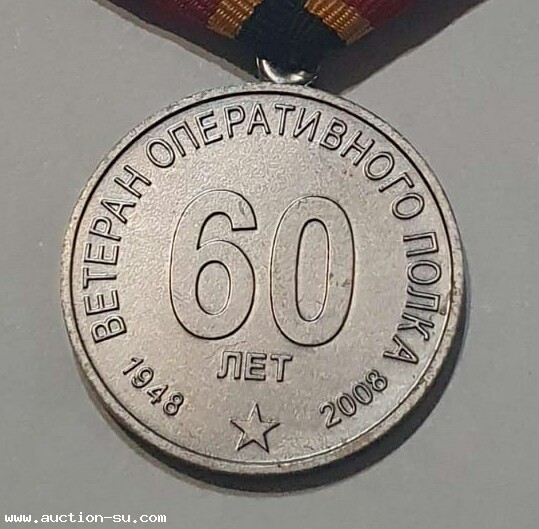 ВЕТЕРАН ОПЕРАТИВНОГО ПОЛКА
60
ЛЕТ
1948
2008
www.auction-su.com